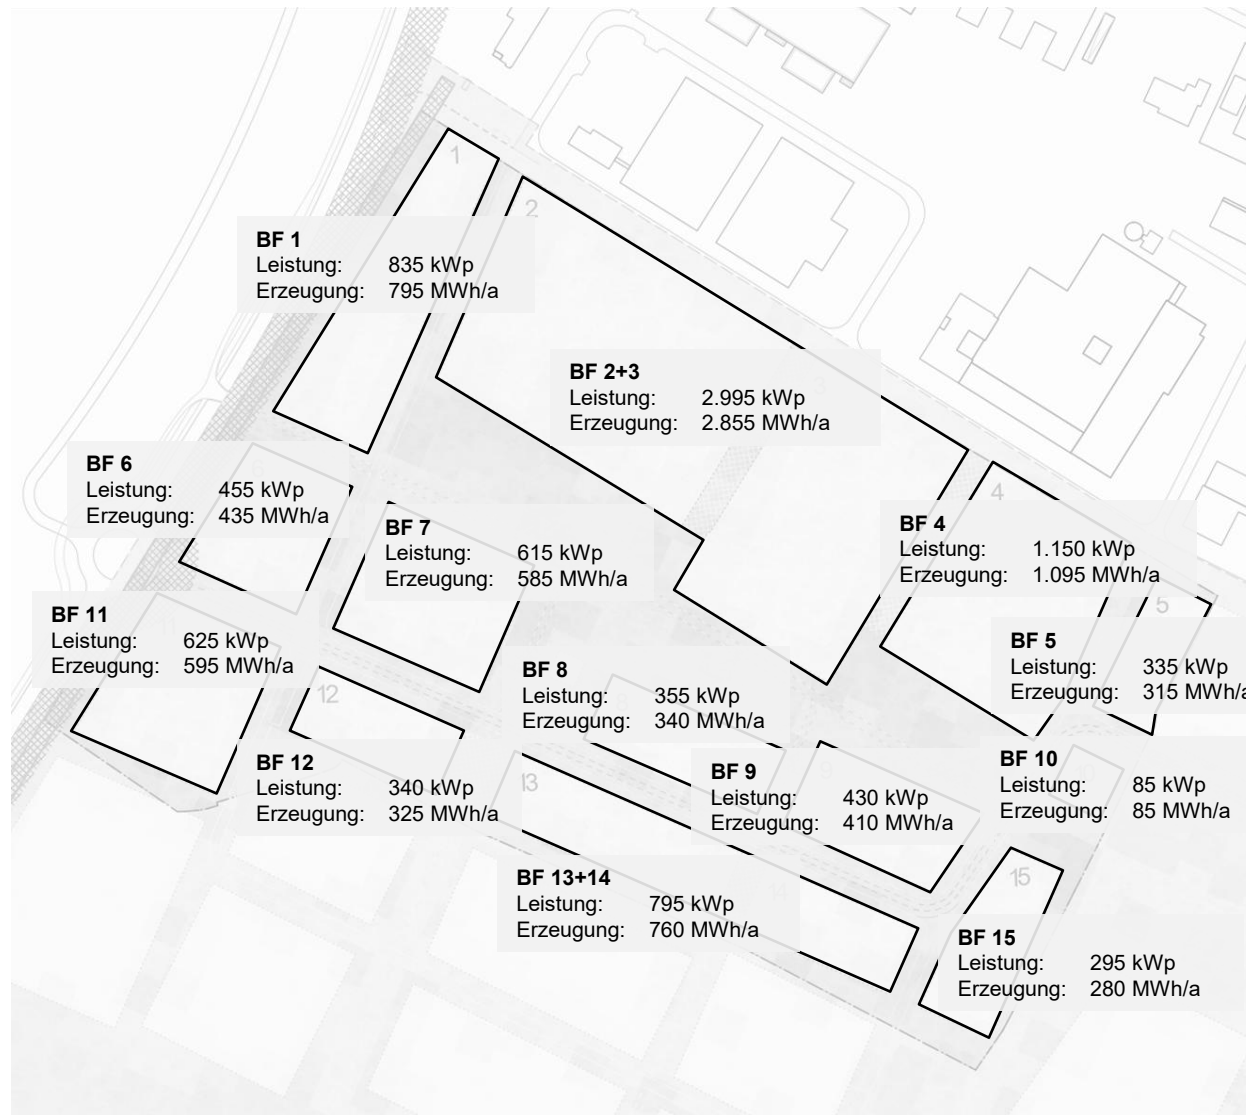 1
2
BF 1
Leistung: 835 kWp
Erzeugung: 795 MWh/a
BF 2+3
Leistung: 2.995 kWp
Erzeugung: 2.855 MWh/a
3
BF 6
Leistung: 455 kWp
Erzeugung: 435 MWh/a
6
4
BF 7
Leistung: 615 kWp
Erzeugung: 585 MWh/a
BF 4
Leistung: 1.150 kWp
Erzeugung: 1.095 MWh/a
BF 11
Leistung: 625 kWp
Erzeugung: 595 MWh/a
11
5
BF 5
Leistung: 335 kWp
Erzeugung: 315 MWh/a
BF 8
Leistung: 355 kWp
Erzeugung: 340 MWh/a
8
12
BF 12
Leistung: 340 kWp
Erzeugung: 325 MWh/a
13
BF 9
Leistung: 430 kWp
Erzeugung: 410 MWh/a
9
BF 10
Leistung: 85 kWp
Erzeugung: 85 MWh/a
BF 13+14
Leistung: 795 kWp
Erzeugung: 760 MWh/a
14
15
BF 15
Leistung: 295 kWp
Erzeugung: 280 MWh/a